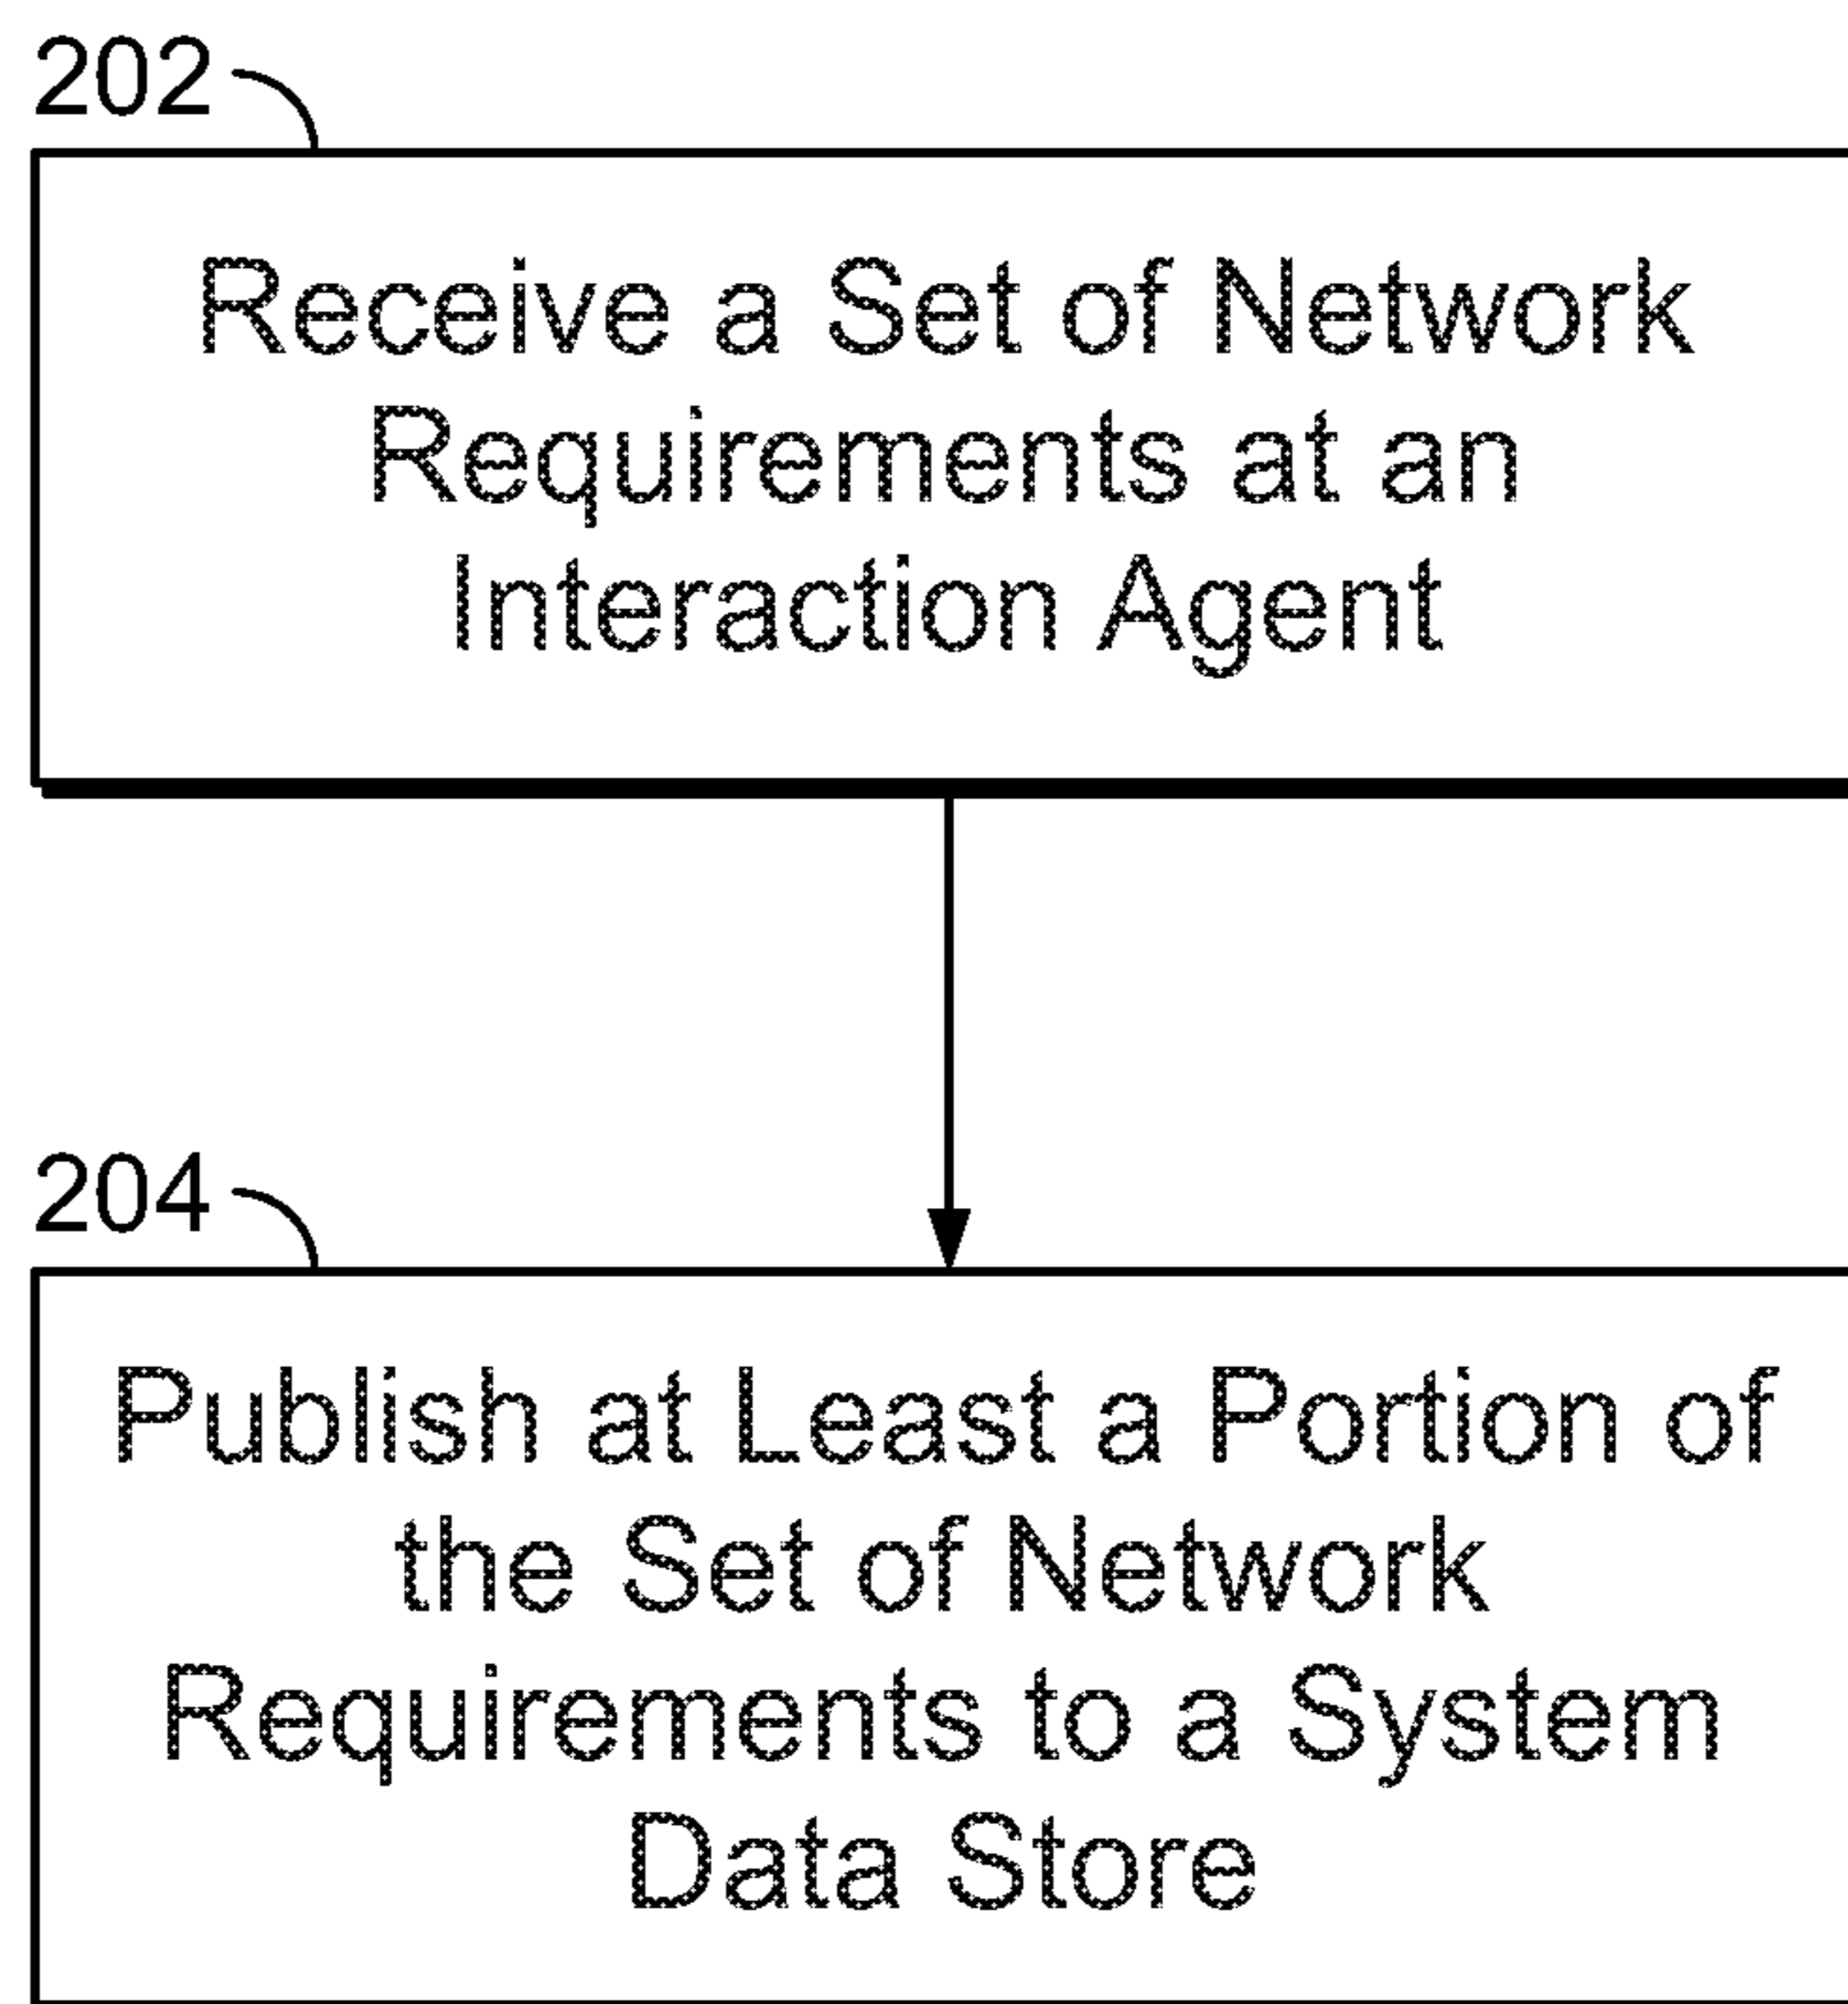 202
Receive a Set of Network
Requirements at an
Interaction Agent
204
Publish at Least a Portion of
the Set of Network
Requirements to a System
Data Store